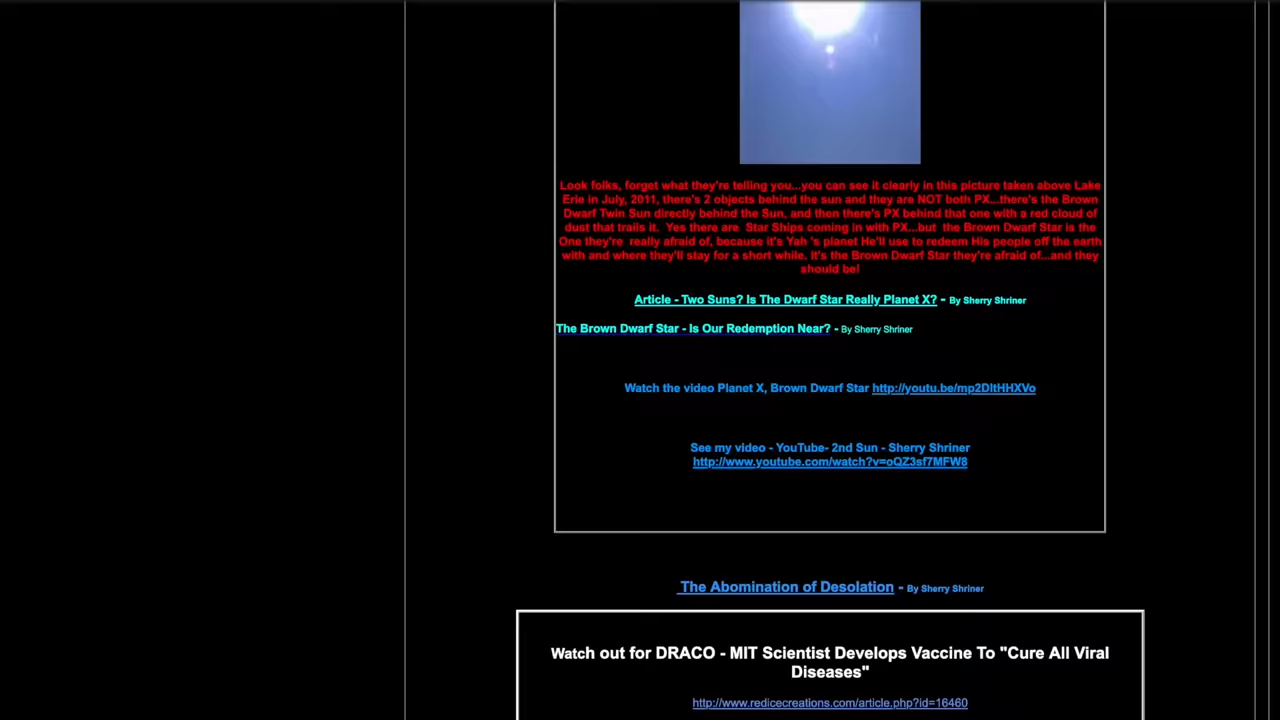 Look folks, forget what they're telling you...you can see it clearly in this picture taken above Lake
Erie in July, 2011, there's 2 objects behind the sun and they are NOT both PX...there's the Brown
Dwarf Twin Sun directly behind the Sun, and then there's PX behind that one with a red cloud of
dust that trails it.  Yes there are  Star Ships coming in with PX...but  the Brown Dwarf Star is the
One they're  really afraid of, because it's Yah 's planet He'll use to redeem His people off the earth
with and where they'll stay for a short while. It's the Brown Dwarf Star they're afraid of...and they
should be!
Article - Two Suns? Is The Dwarf Star Really Planet X? - By Sherry Shriner
The Brown Dwarf Star - Is Our Redemption Near? - By Sherry Shriner
Watch the video Planet X, Brown Dwarf Star http://youtu.be/mp2DltHHXVo
See my video - YouTube- 2nd Sun - Sherry Shriner
http://www.youtube.com/watch?v=oQZ3sf7MFW8
The Abomination of Desolation - By Sherry Shriner
Watch out for DRACO - MIT Scientist Develops Vaccine To "Cure All Viral
Diseases"
http://www.redicecreations.com/article.php?id=16460